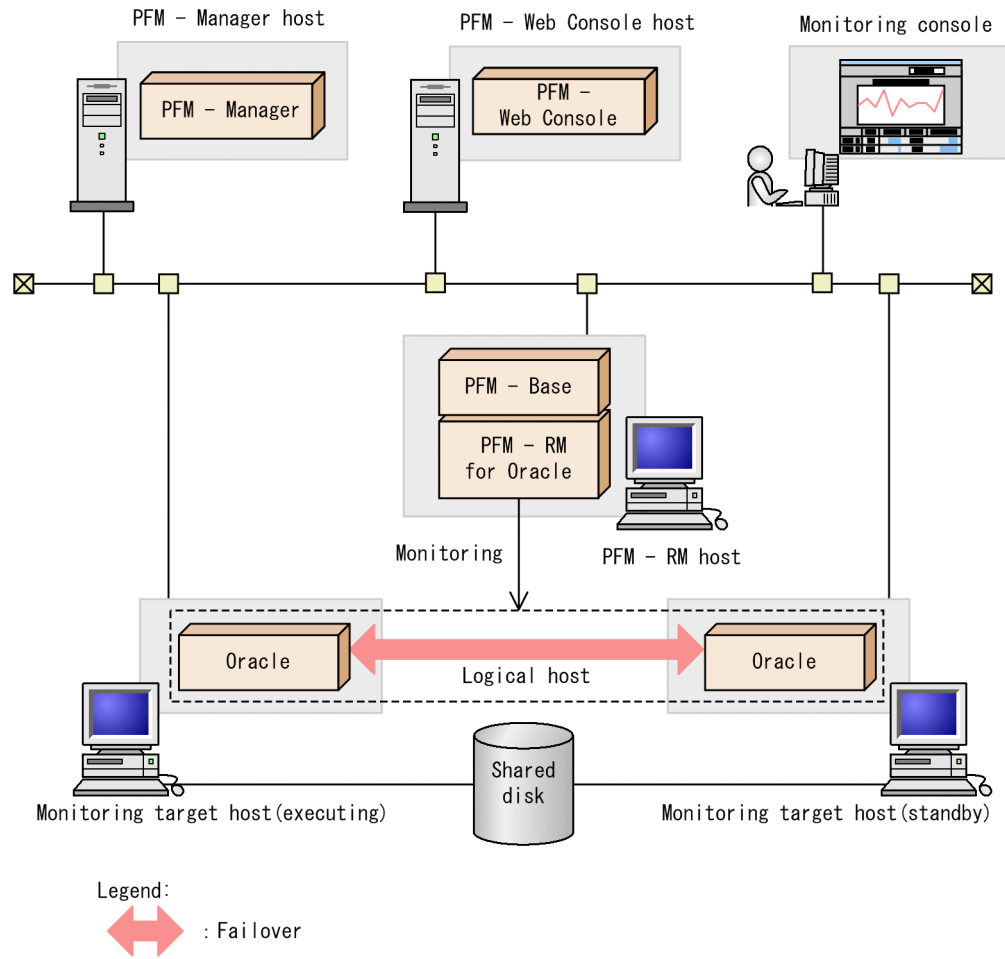 PFM - Manager host
PFM - Web Console host
Monitoring console
PFM - Manager
PFM -
Web Console
PFM - Base
PFM - RM
for Oracle
Monitoring
PFM - RM host
Oracle
Oracle
Logical host
Shared
disk
Monitoring target host(executing)
Monitoring target host(standby)
Legend:
: Failover